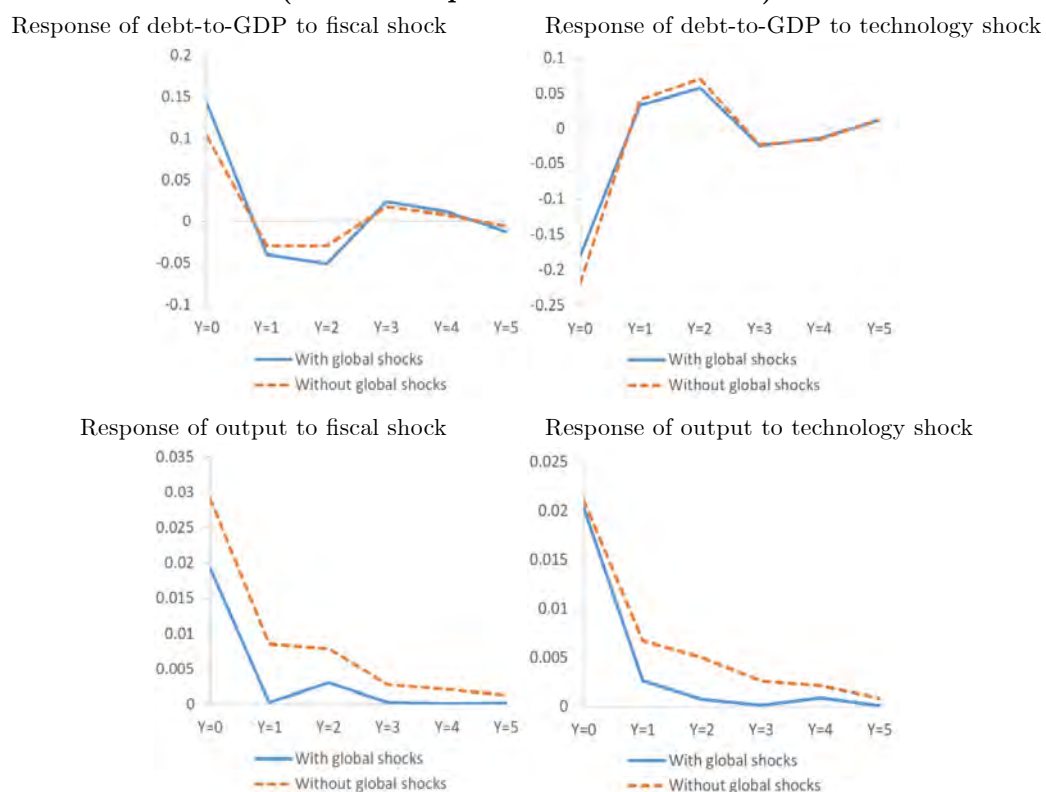 Response of debt-to-GDP to fiscal shock
Response of debt-to-GDP to technology shock
0.2
0.15
0.1
0.05
0
-0.05
-0.1
Y=0 Y=1 Y=2 Y=3 Y=4 Y=5
With global shocks
Without global shocks
0.1
0.05
0
-0.05
-0.1
-0.15
-0.2
-0.25
Y=0 Y=1 Y=2 Y=3 Y=4 Y=5
With global shocks
Without global shocks
Response of output to fiscal shock
Response of output to technology shock
0.035
0.03
0.025
0.02
0.015
0.01
0.005
0
Y=0 Y=1 Y=2 Y=3 Y=4 Y=5
With global shocks
Without global shocks
0.025
0.02
0.015
0.01
0.005
0
Y=0 Y=1 Y=2 Y=3 Y=4 Y=5
With global shocks
Without global shocks